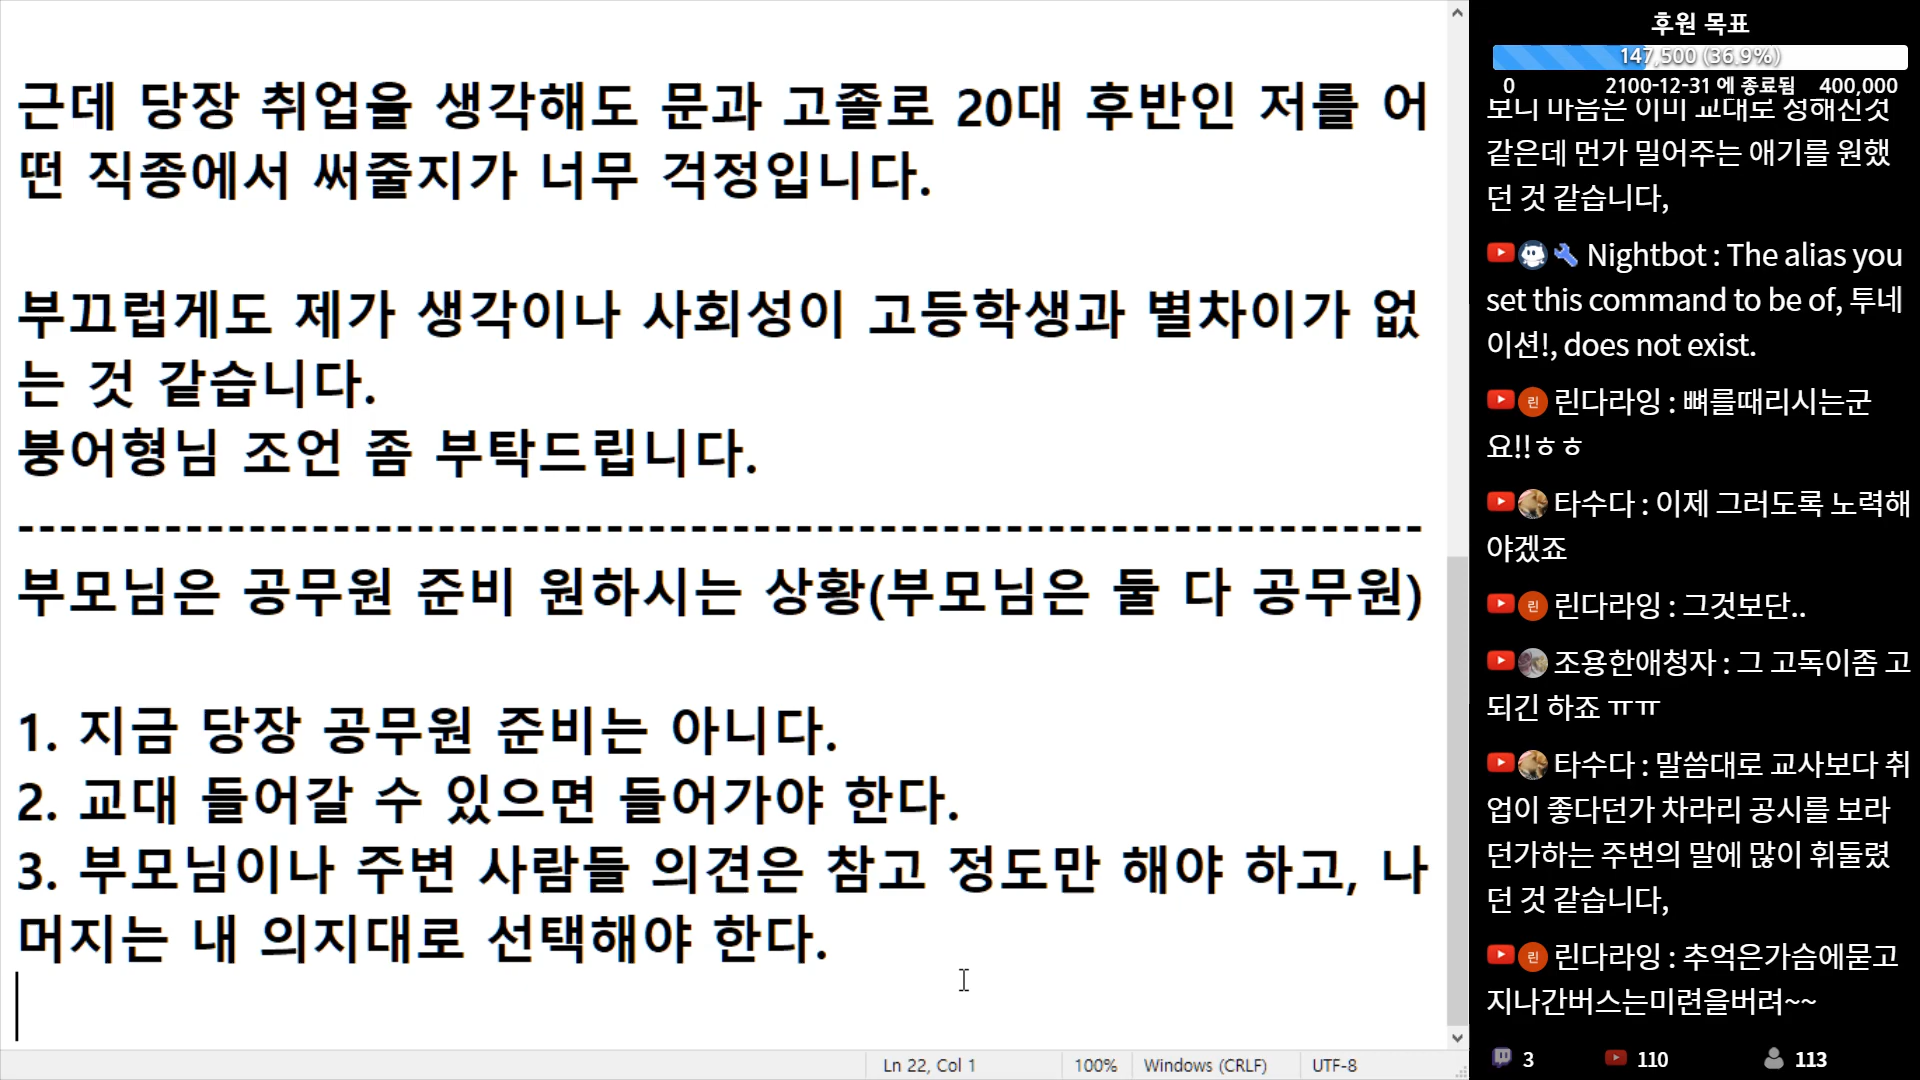 근데 당장 취업을 생각해도 문과 고졸로 20대 후반인 저를 어
떤 직종에서 써줄지가 너무 걱정입니다.
부끄럽게도 제가 생각이나 사회성이 고등학생과 별차이가 없
는 것 같습니다.
붕어형님 조언 좀 부탁드립니다.
--------------------------------------------------------------------
부모님은 공무원 준비 원하시는 상황(부모님은 둘 다 공무원)
1. 지금 당장 공무원 준비는 아니다.
2. 교대 들어갈 수 있으면 들어가야 한다.
3. 부모님이나 주변 사람들 의견은 참고 정도만 해야 하고, 나
머지는 내 의지대로 선택해야 한다.
Ln 22, Col 1
100%
Windows (CRLF)
UTF-8
후원 목표
147,500 (36.9%)
0 2100-12-31 에 종료됨 400,000
보니 마음은 이미 교대로 정해진것
같은데 먼가 밀어주는 얘기를 원했
던 것 같습니다,
Nightbot : The alias you
set this command to be of, 투네
이션!, does not exist.
린 린다라잉 : 뼈를때리시는군
요!!ㅎㅎ
타수다 : 이제 그러도록 노력해
야겠죠
린 린다라잉 : 그것보단..
조용한애청자 : 그 고독이좀 고
되긴 하죠 ㅠㅠ
타수다 : 말씀대로 교사보다 취
업이 좋다던가 차라리 공시를 보라
던가하는 주변의 말에 많이 휘둘렸
던 것 같습니다,
린 린다라잉 : 추억은가슴에묻고
지나간버스는미련을버려~~
3 110 113